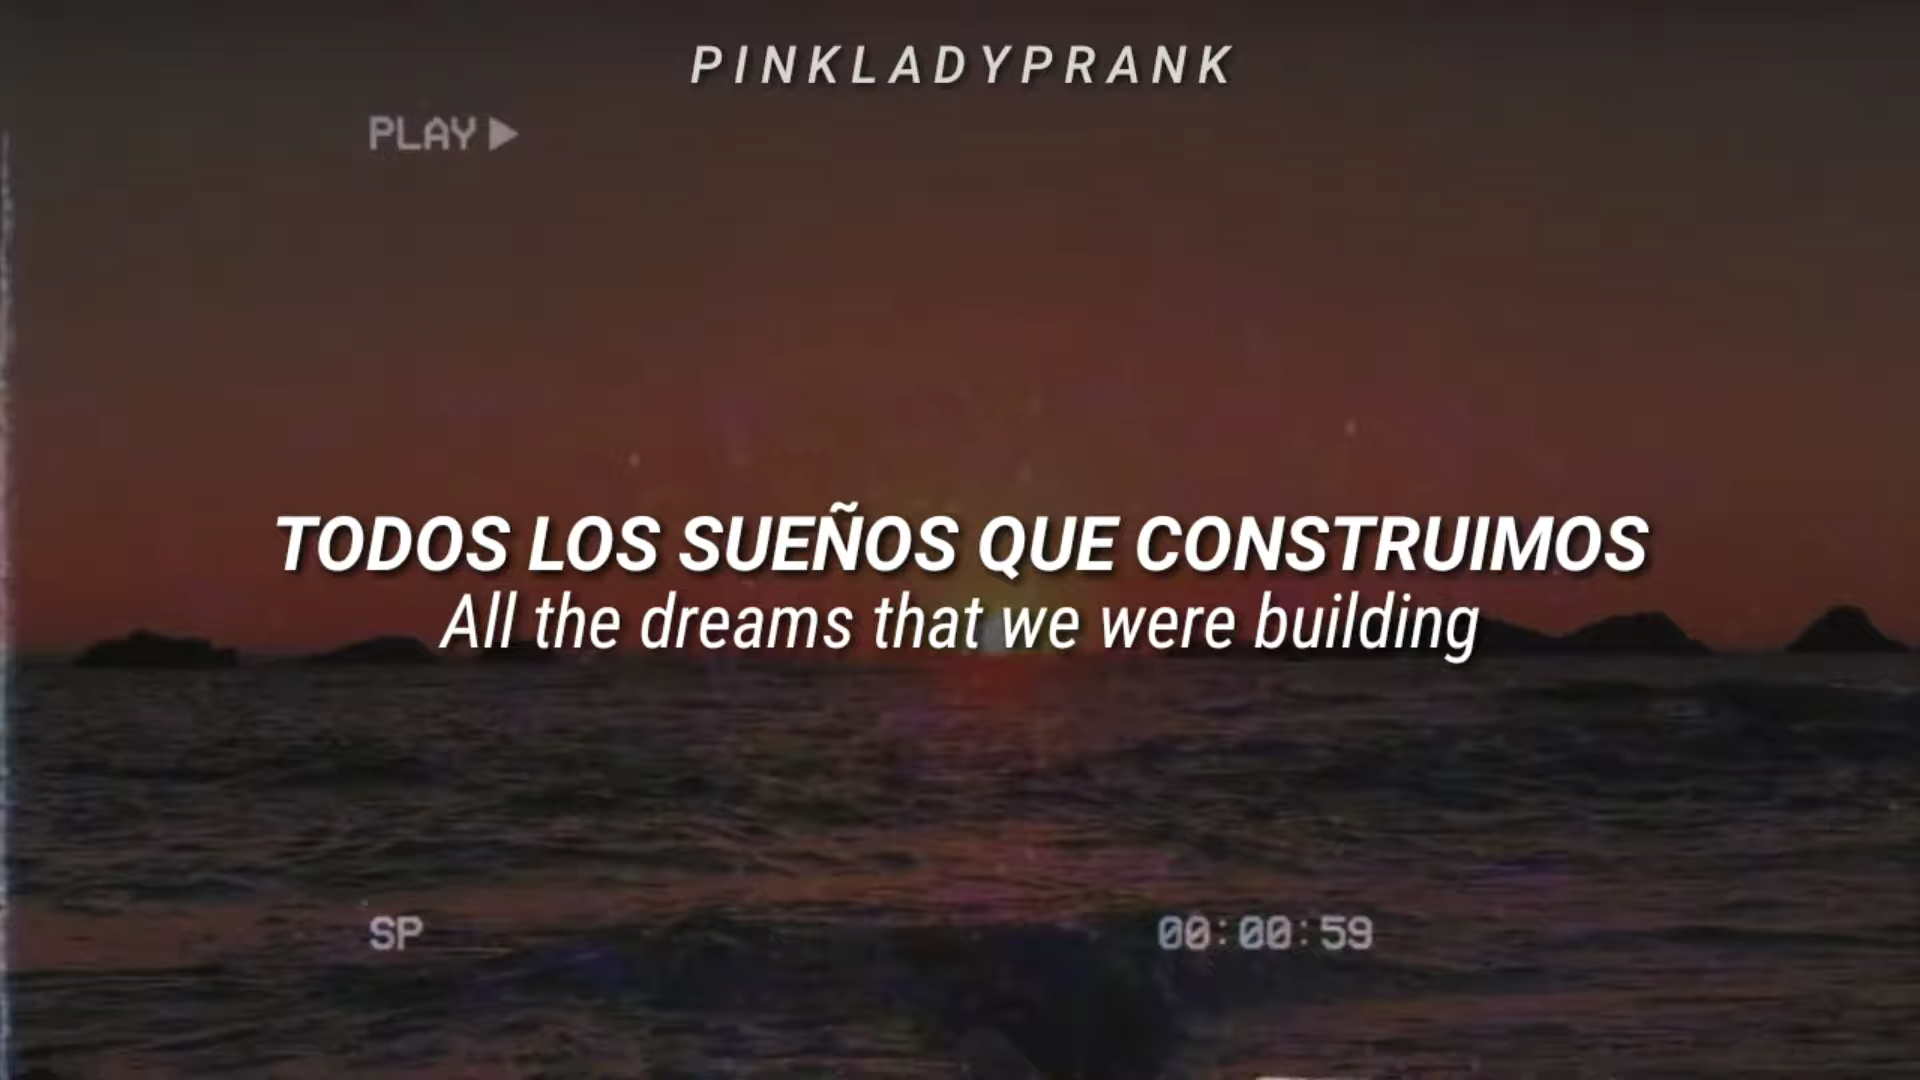 PINKLADYPRANK
PLAY ▶
TODOS LOS SUEÑOS QUE CONSTRUIMOS
All the dreams that we were building
SP
00:00:59